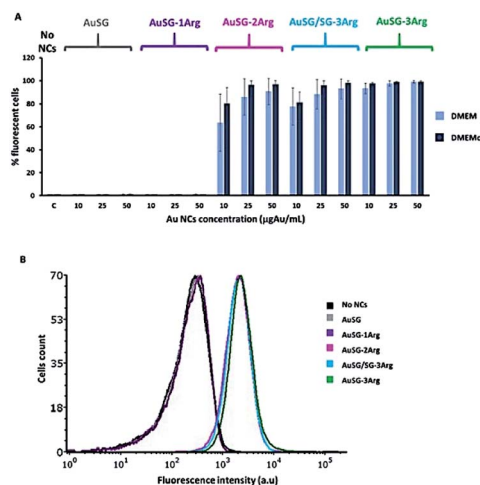 A
No NCs
AuSG
AuSG-1Arg
AuSG-2Arg
AuSG/SG-3Arg
AuSG-3Arg
% fluorescent cells
120
100
80
60
40
20
0
DMEM
DMEMc
C 10 25 50 10 25 50 10 25 50 10 25 50 10 25 50
Au NCs concentration (µgAu/mL)
B
Cells count
70
53
35
18
0
No NCs
AuSG
AuSG-1Arg
AuSG-2Arg
AuSG/SG-3Arg
AuSG-3Arg
10⁰ 10¹ 10² 10³ 10⁴ 10⁵
Fluorescence intensity (a.u)